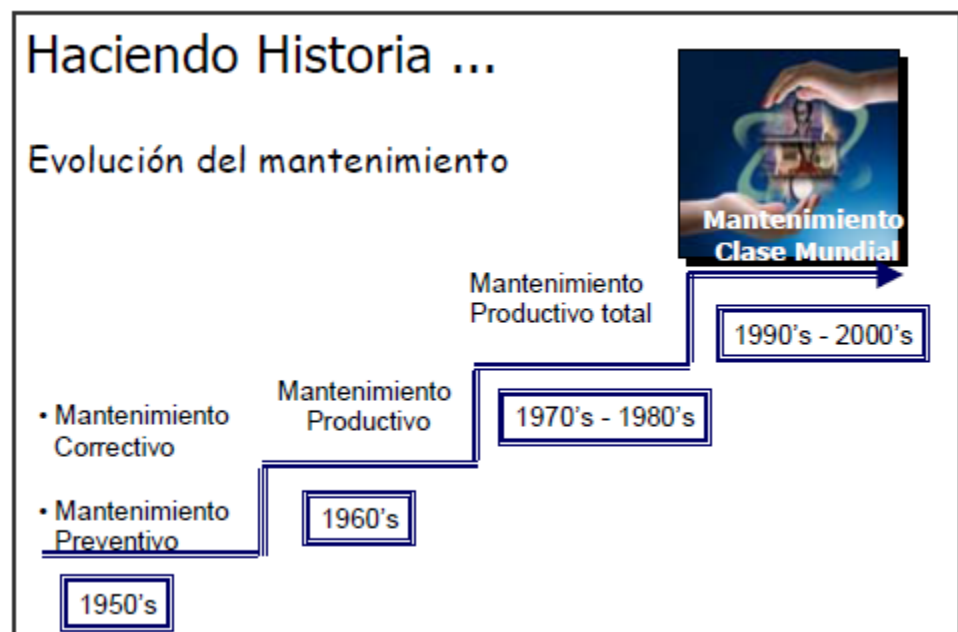 Haciendo Historia ...
Evolución del mantenimiento
Mantenimiento
Clase Mundial
Mantenimiento
Productivo total
1990's - 2000's
Mantenimiento
Productivo
1970's - 1980's
• Mantenimiento
Correctivo
1960's
• Mantenimiento
Preventivo
1950's